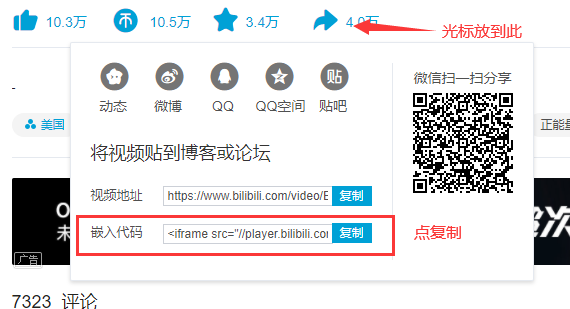 10.3万 10.5万 3.4万 4.0万
光标放到此
动态 微博 QQ QQ空间 贴吧
微信扫一扫分享
美国
正能量
将视频贴到博客或论坛
视频地址 https://www.bilibili.com/video/B 复制
嵌入代码 <iframe src="//player.bilibili.cor 复制
点复制
广告
7323 评论